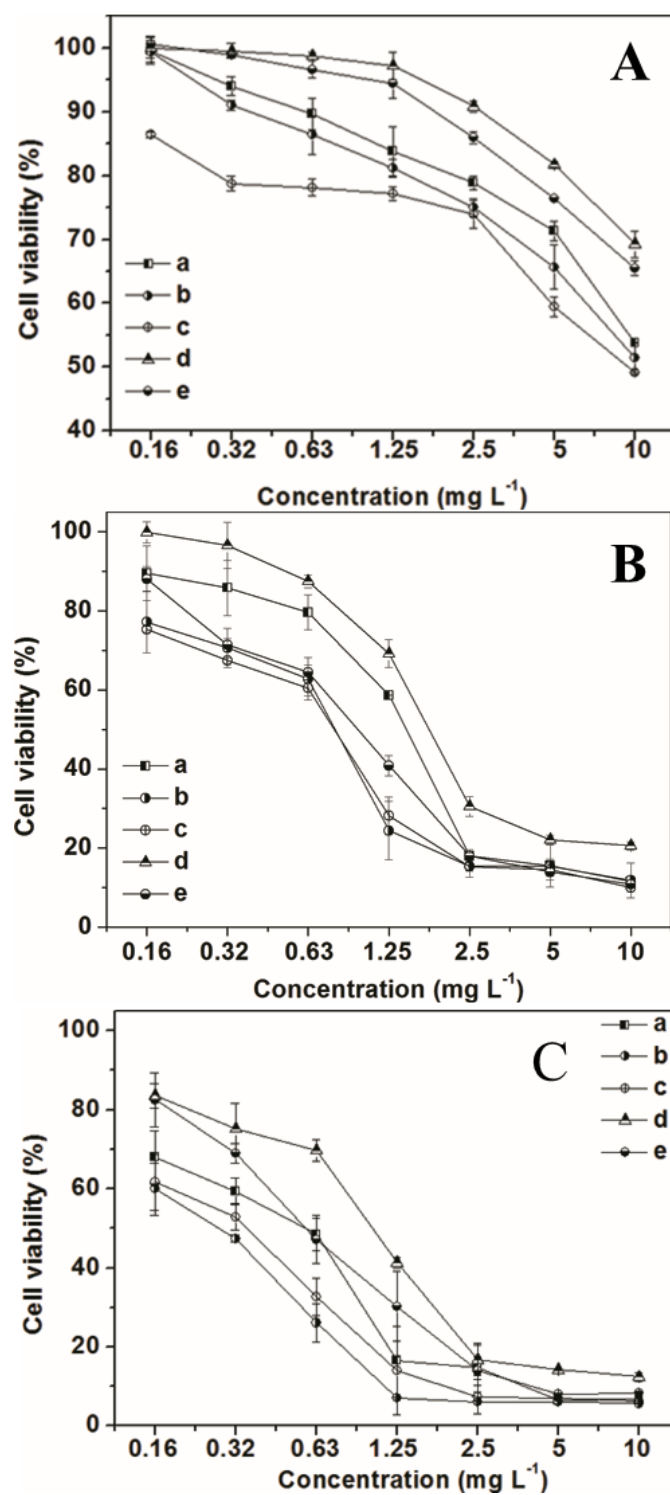 A
100
90
80
70
60
50
40
Cell viability (%)
a
b
c
d
e
0.16 0.32 0.63 1.25 2.5 5 10
Concentration (mg L⁻¹)
B
100
80
60
40
20
0
Cell viability (%)
a
b
c
d
e
0.16 0.32 0.63 1.25 2.5 5 10
Concentration (mg L⁻¹)
C
100
80
60
40
20
0
Cell viability (%)
a
b
c
d
e
0.16 0.32 0.63 1.25 2.5 5 10
Concentration (mg L⁻¹)